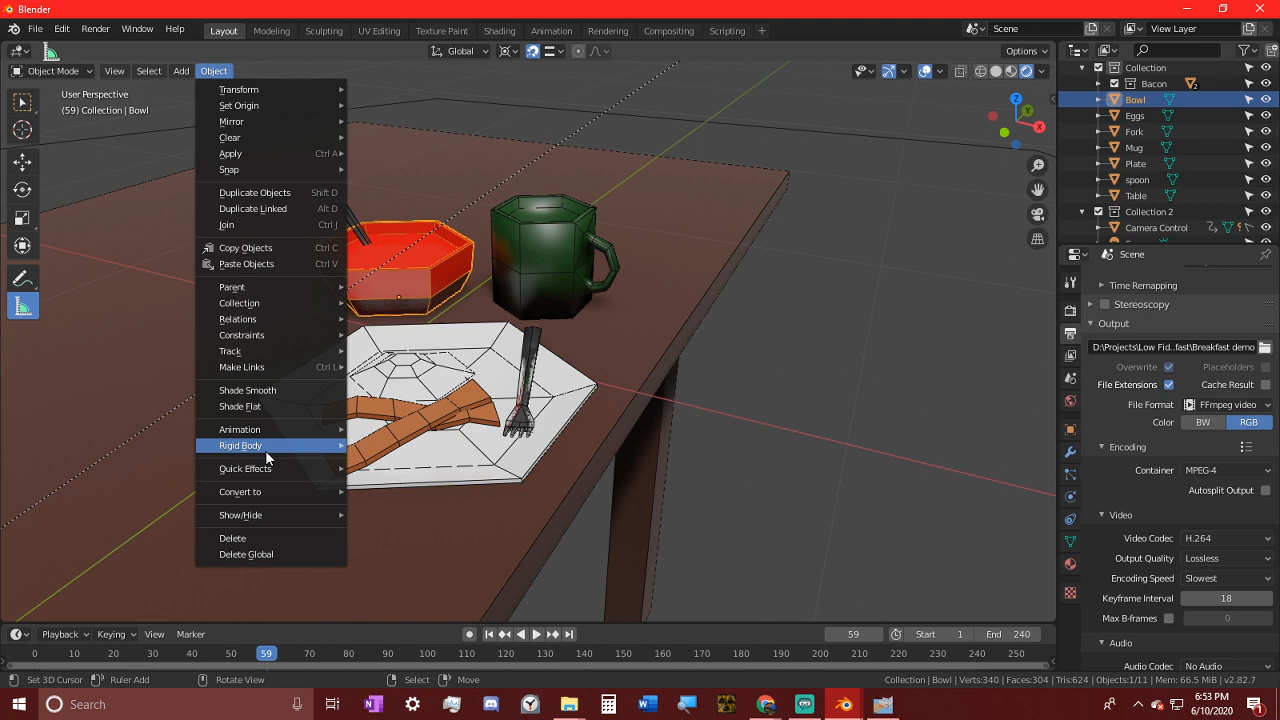 Blender
File Edit Render Window Help Layout Modeling Sculpting UV Editing Texture Paint Shading Animation Rendering Compositing Scripting + Scene View Layer
Global Options
Object Mode View Select Add Object
User Perspective
(59) Collection | Bowl
Transform
Set Origin
Mirror
Clear
Apply Ctrl A
Snap
Duplicate Objects Shift D
Duplicate Linked Alt D
Join Ctrl J
Copy Objects Ctrl C
Paste Objects Ctrl V
Parent
Collection
Relations
Constraints
Track
Make Links Ctrl L
Shade Smooth
Shade Flat
Animation
Rigid Body
Quick Effects
Convert to
Show/Hide
Delete
Delete Global
Z
Y
X
Collection
Bacon 2
Bowl
Eggs
Fork
Mug
Plate
spoon
Table
Collection 2
Camera Control
Scene
Time Remapping
Stereoscopy
Output
D:\Projects\Low Fid..fast\Breakfast demo
Overwrite Placeholders
File Extensions Cache Result
File Format FFmpeg video
Color BW RGB
Encoding
Container MPEG-4
Autosplit Output
Video
Video Codec H.264
Output Quality Lossless
Encoding Speed Slowest
Keyframe Interval 18
Max B-frames 0
Audio
Audio Codec No Audio
Playback Keying View Marker 59 Start 1 End 240
0 10 20 30 40 50 59 70 80 90 100 110 120 130 140 150 160 170 180 190 200 210 220 230 240 250
Set 3D Cursor Ruler Add Rotate View Select Move Collection | Bowl | Verts:340 | Faces:304 | Tris:624 | Objects:1/11 | Mem: 66.5 MiB | v2.82.7
Search
6:53 PM
6/10/2020